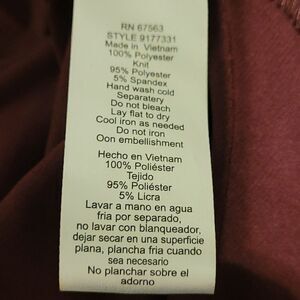 RN 67563
STYLE 9177331
Made in Vietnam
100% Polyester
Knit
95% Polyester
5% Spandex
Hand wash cold
Separatery
Do not bleach
Lay flat to dry
Cool iron as needed
Do not iron
Oon embellishment
Hecho en Vietnam
100% Poliéster
Tejido
95% Poliéster
5% Licra
Lavar a mano en agua
fria por separado,
no lavar con blanqueador,
dejar secar en una superficie
plana, plancha fria cuando
sea necesario
No planchar sobre el
adorno